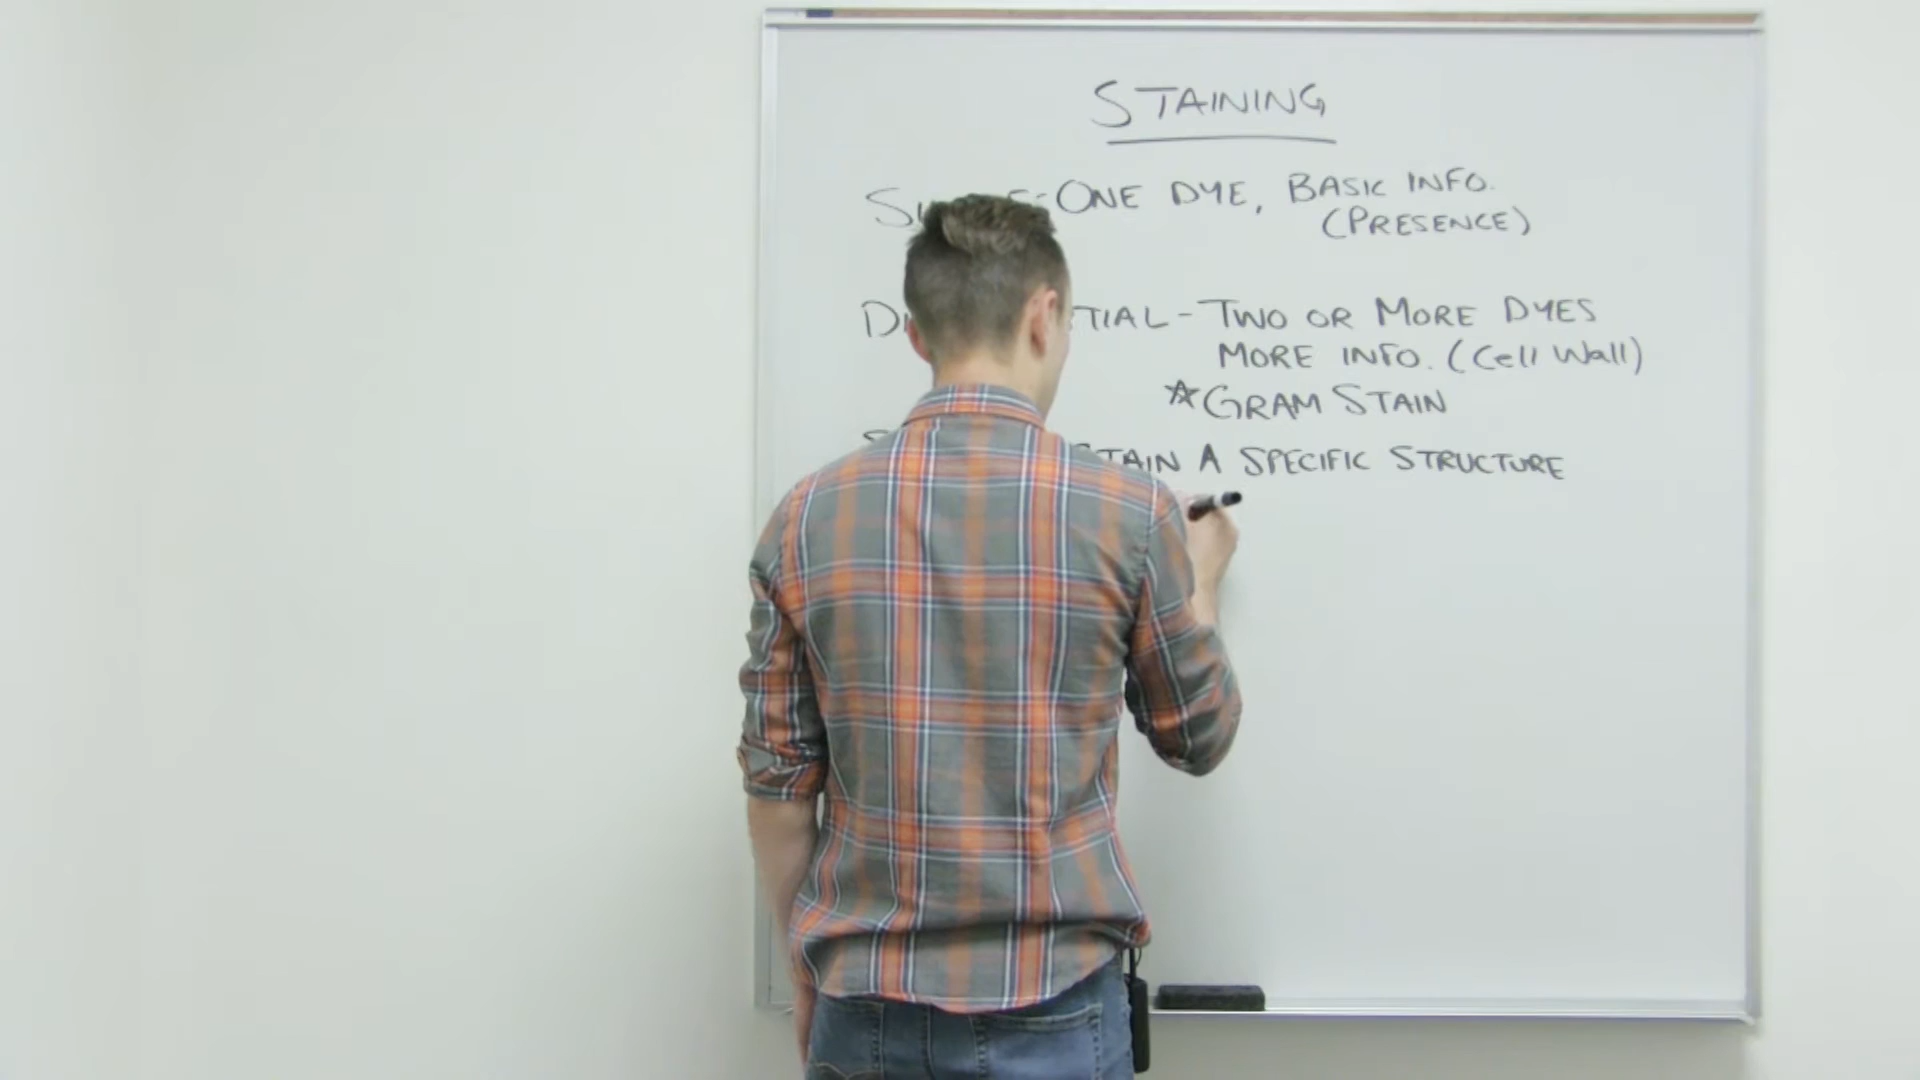 STAINING
ONE DYE, BASIC INFO.
(PRESENCE)
TIAL - TWO OR MORE DYES
MORE INFO. (Cell Wall)
☆GRAM STAIN
TAIN A SPECIFIC STRUCTURE